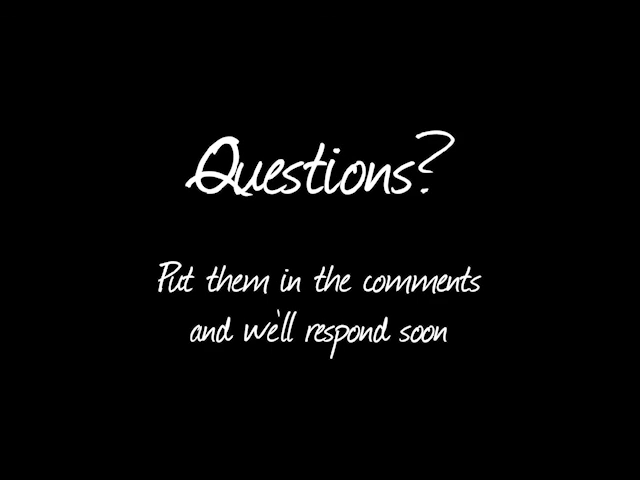 Questions?
Put them in the comments
and we'll respond soon